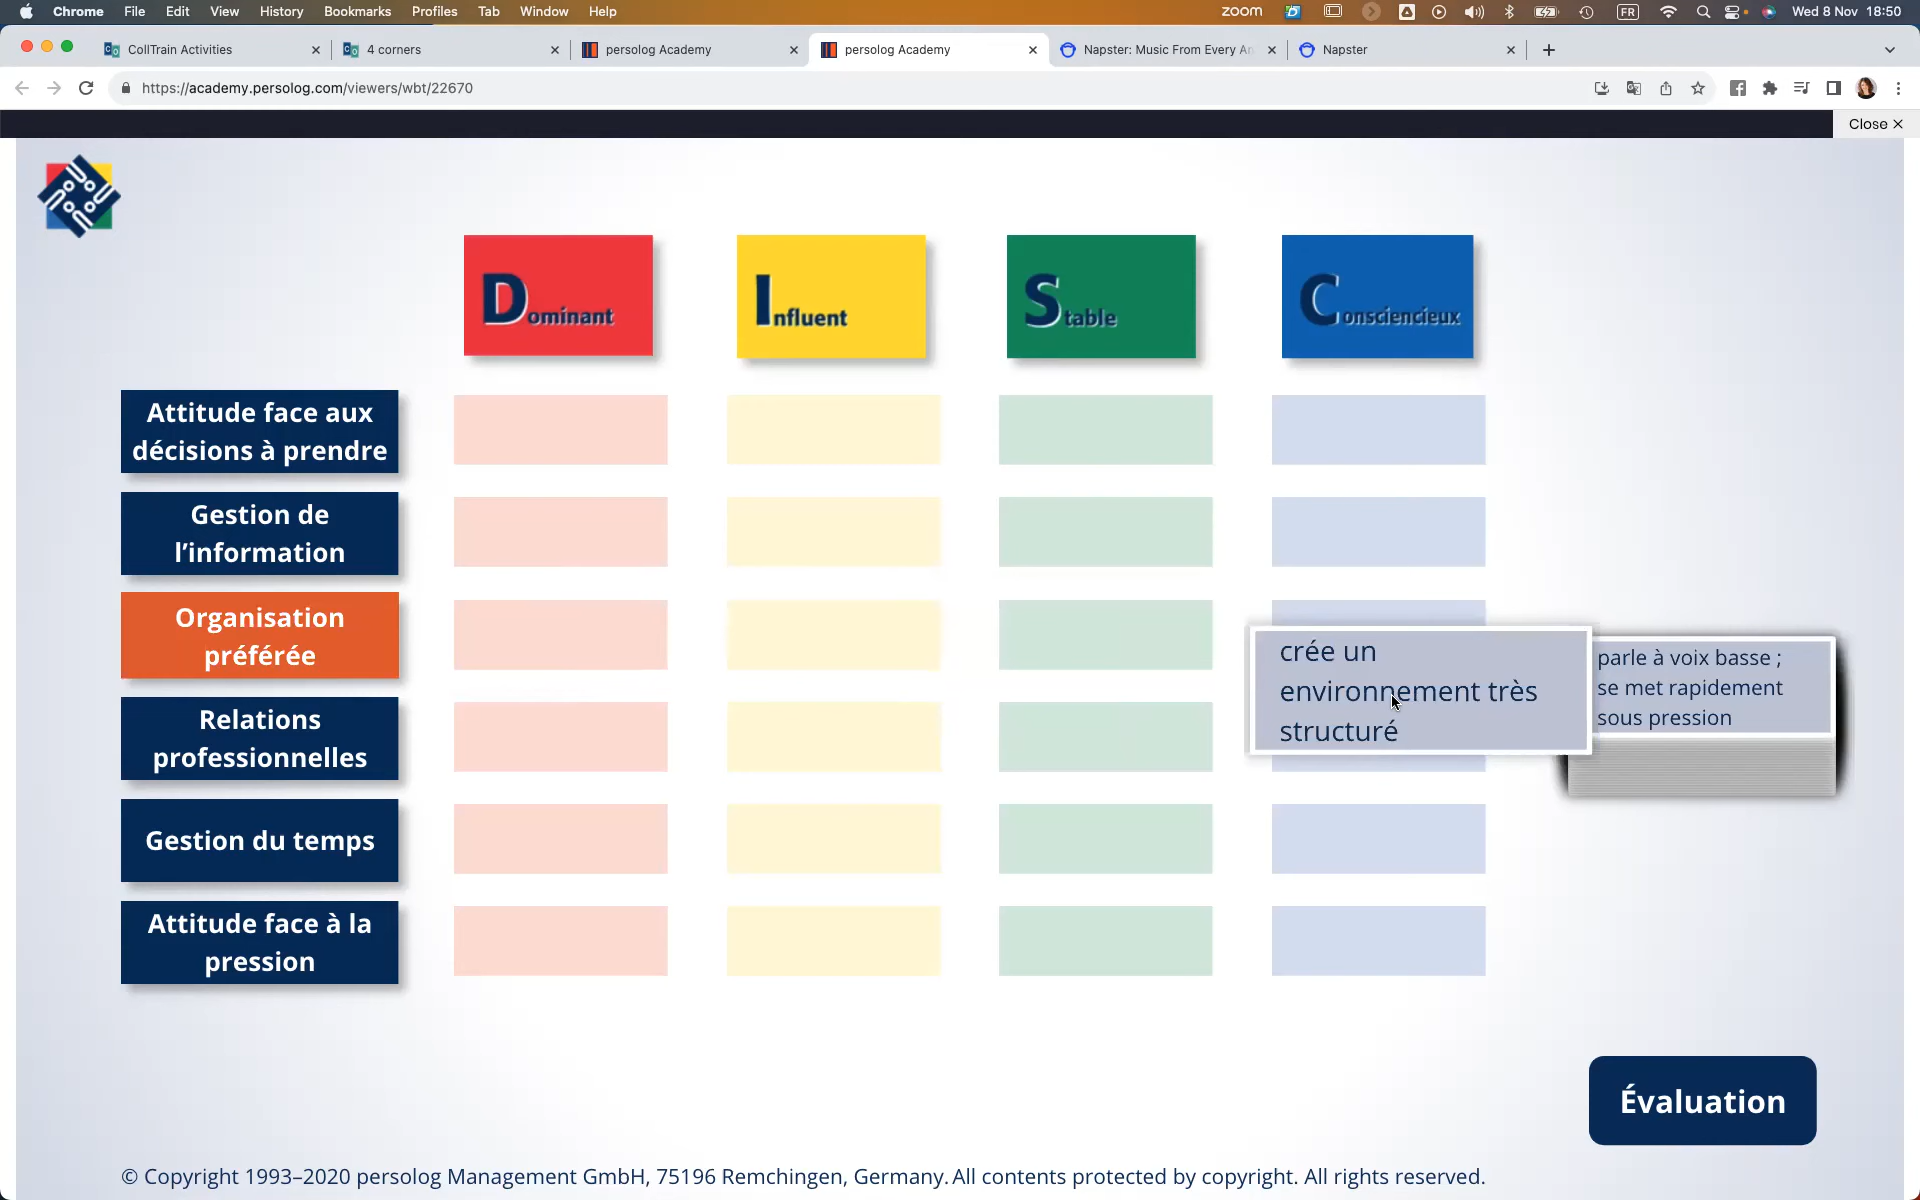 Chrome File Edit View History Bookmarks Profiles Tab Window Help zoom FR Wed 8 Nov 18:50
CollTrain Activities 4 corners persolog Academy persolog Academy Napster: Music From Every An Napster
https://academy.persolog.com/viewers/wbt/22670
Close ×
Dominant Influent Stable Consciencieux
Attitude face aux
décisions à prendre
Gestion de
l’information
Organisation
préférée
crée un
environnement très
structuré
parle à voix basse ;
se met rapidement
sous pression
Relations
professionnelles
Gestion du temps
Attitude face à la
pression
Évaluation
© Copyright 1993–2020 persolog Management GmbH, 75196 Remchingen, Germany. All contents protected by copyright. All rights reserved.